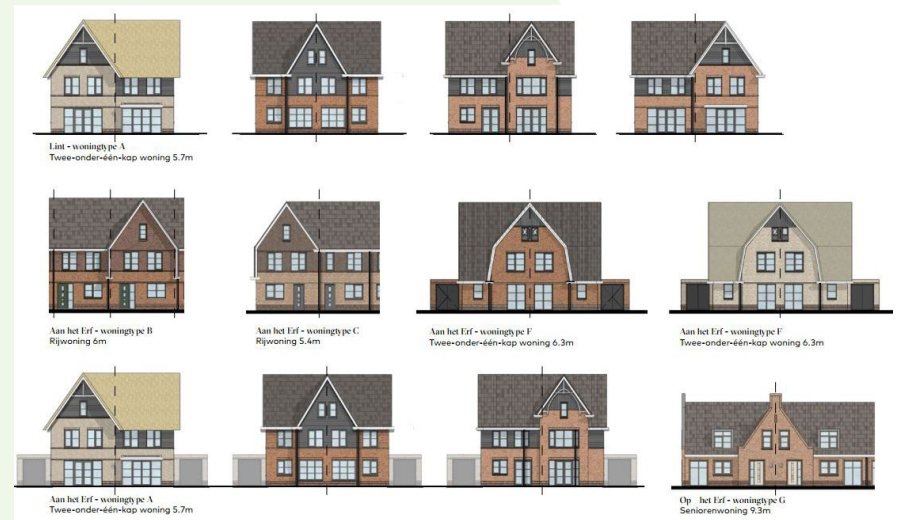 Lint - woningtype A
Twee-onder-één-kap woning 5.7m
Aan het Erf - woningtype B
Rijwoning 6m
Aan het Erf - woningtype C
Rijwoning 5.4m
Aan het Erf - woningtype F
Twee-onder-één-kap woning 6.3m
Aan het Erf - woningtype F
Twee-onder-één-kap woning 6.3m
Aan het Erf - woningtype A
Twee-onder-één-kap woning 5.7m
Op het Erf - woningtype G
Seniorenwoning 9.3m